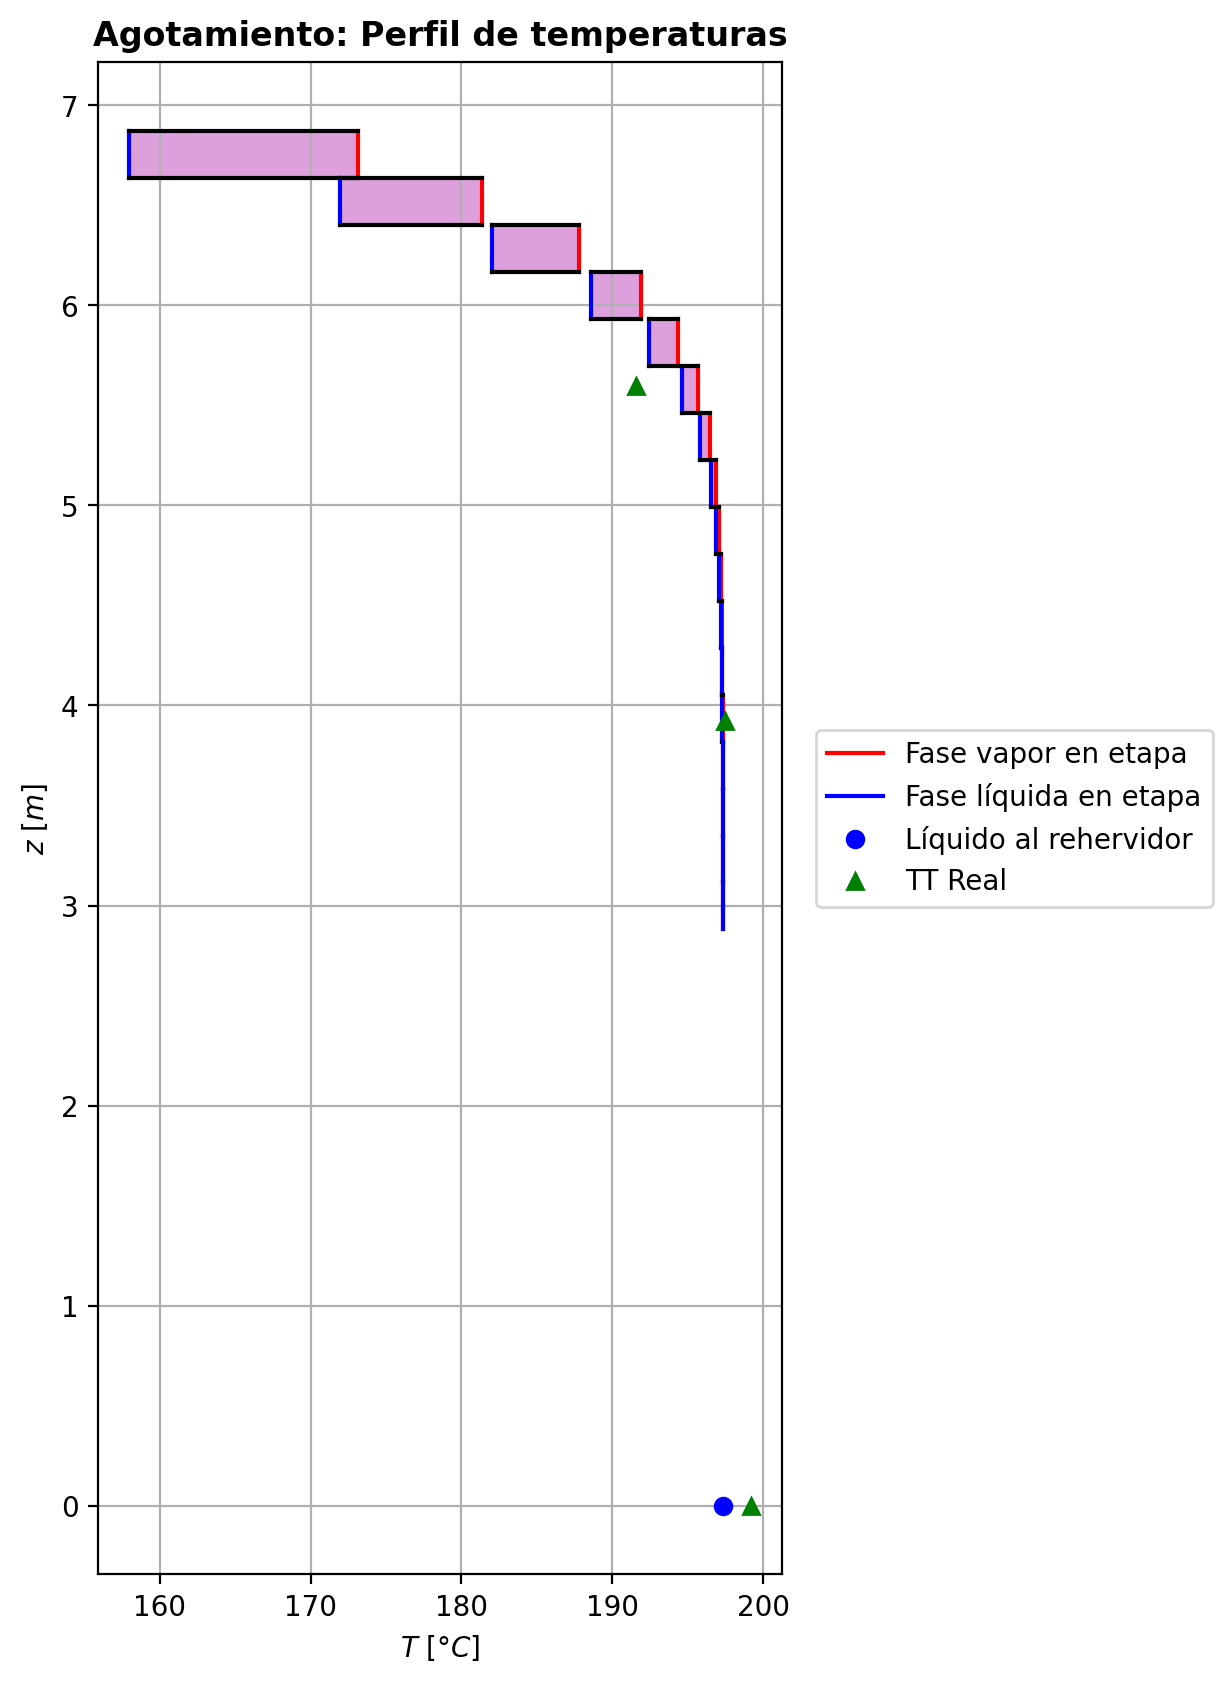 Agotamiento: Perfil de temperaturas
7
6
5
4
3
2
1
0
z [m]
160 170 180 190 200
T [°C]
Fase vapor en etapa
Fase líquida en etapa
Líquido al rehervidor
TT Real